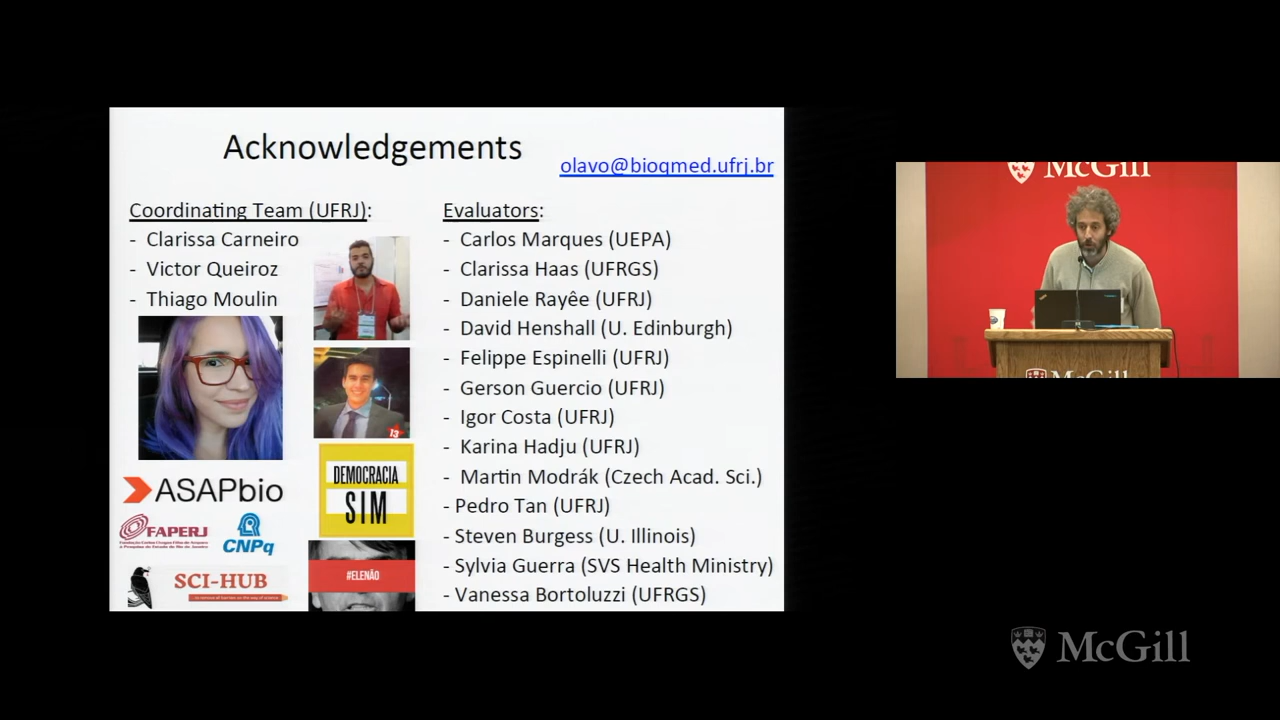 Acknowledgements
olavo@bioqmed.ufrj.br
Coordinating Team (UFRJ):
- Clarissa Carneiro
- Victor Queiroz
- Thiago Moulin
13
ASAPbio
DEMOCRACIA
SIM
FAPERJ
CNPq
SCI-HUB
#ELENÃO
Evaluators:
- Carlos Marques (UEPA)
- Clarissa Haas (UFRGS)
- Daniele Rayêe (UFRJ)
- David Henshall (U. Edinburgh)
- Felippe Espinelli (UFRJ)
- Gerson Guercio (UFRJ)
- Igor Costa (UFRJ)
- Karina Hadju (UFRJ)
- Martin Modrák (Czech Acad. Sci.)
- Pedro Tan (UFRJ)
- Steven Burgess (U. Illinois)
- Sylvia Guerra (SVS Health Ministry)
- Vanessa Bortoluzzi (UFRGS)
McGill
McGill
McGill